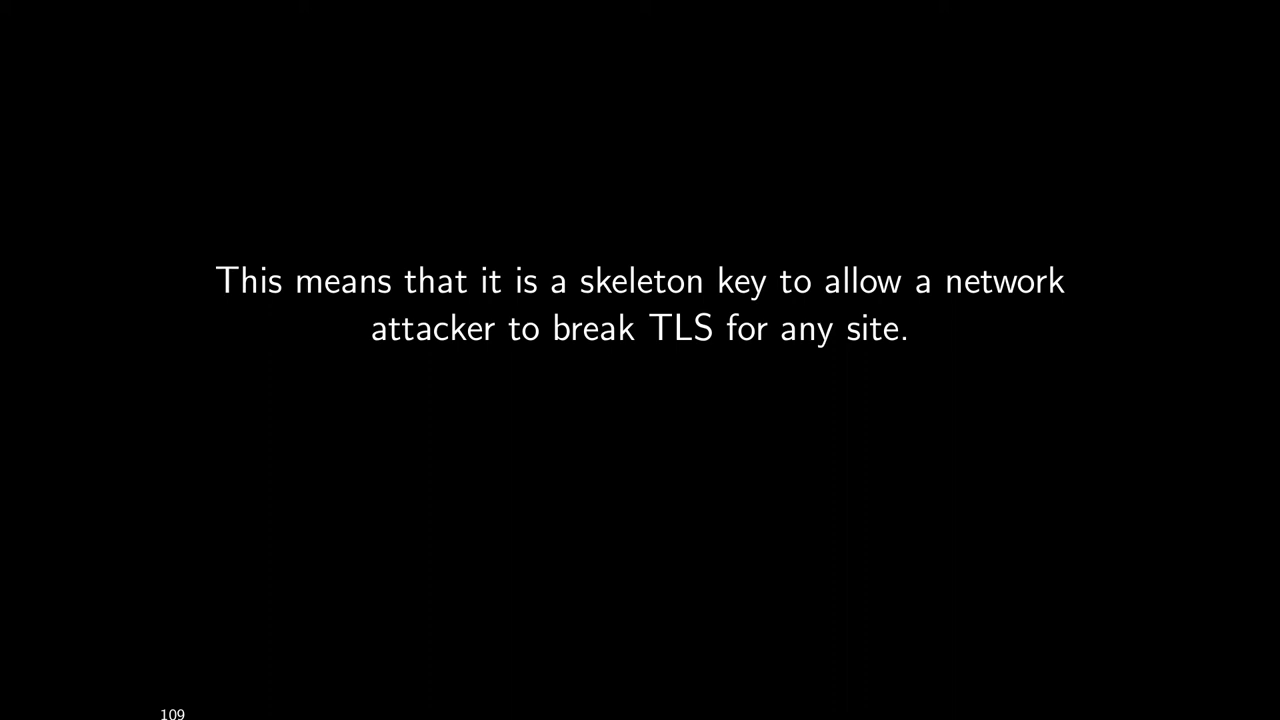 This means that it is a skeleton key to allow a network
attacker to break TLS for any site.
109